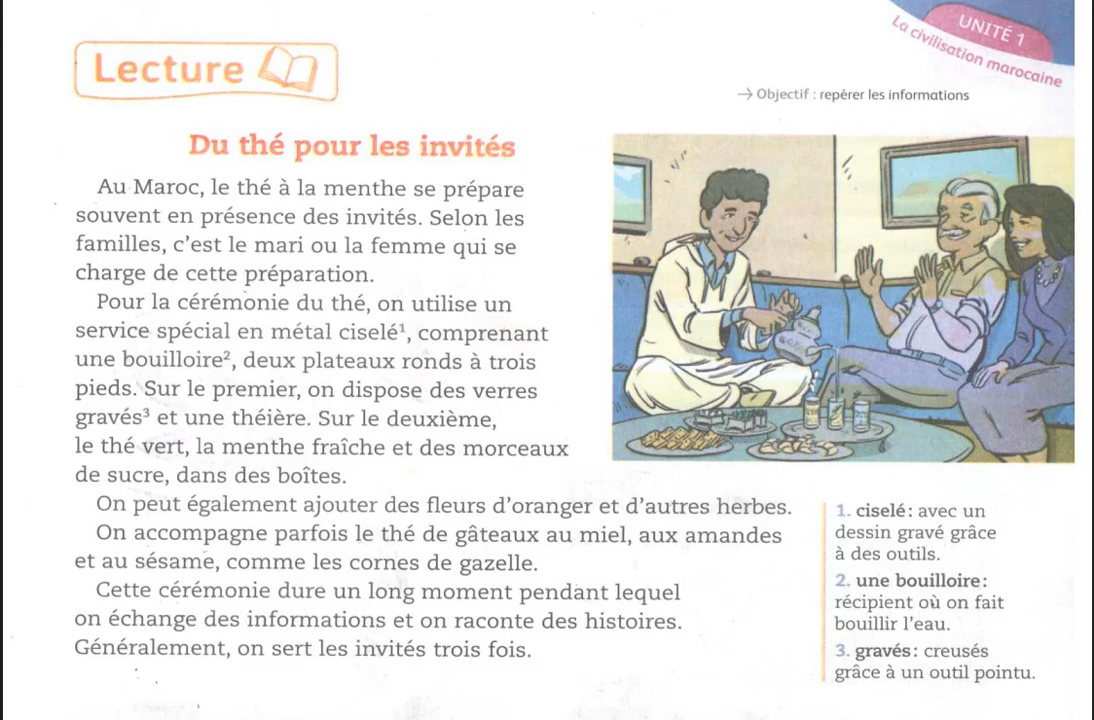 UNITÉ 1
La civilisation marocaine
Lecture
→ Objectif : repérer les informations
Du thé pour les invités
Au Maroc, le thé à la menthe se prépare
souvent en présence des invités. Selon les
familles, c’est le mari ou la femme qui se
charge de cette préparation.
Pour la cérémonie du thé, on utilise un
service spécial en métal ciselé¹, comprenant
une bouilloire², deux plateaux ronds à trois
pieds. Sur le premier, on dispose des verres
gravés³ et une théière. Sur le deuxième,
le thé vert, la menthe fraîche et des morceaux
de sucre, dans des boîtes.
On peut également ajouter des fleurs d’oranger et d’autres herbes.
On accompagne parfois le thé de gâteaux au miel, aux amandes
et au sésame, comme les cornes de gazelle.
Cette cérémonie dure un long moment pendant lequel
on échange des informations et on raconte des histoires.
Généralement, on sert les invités trois fois.
1. ciselé : avec un
dessin gravé grâce
à des outils.
2. une bouilloire :
récipient où on fait
bouillir l’eau.
3. gravés : creusés
grâce à un outil pointu.